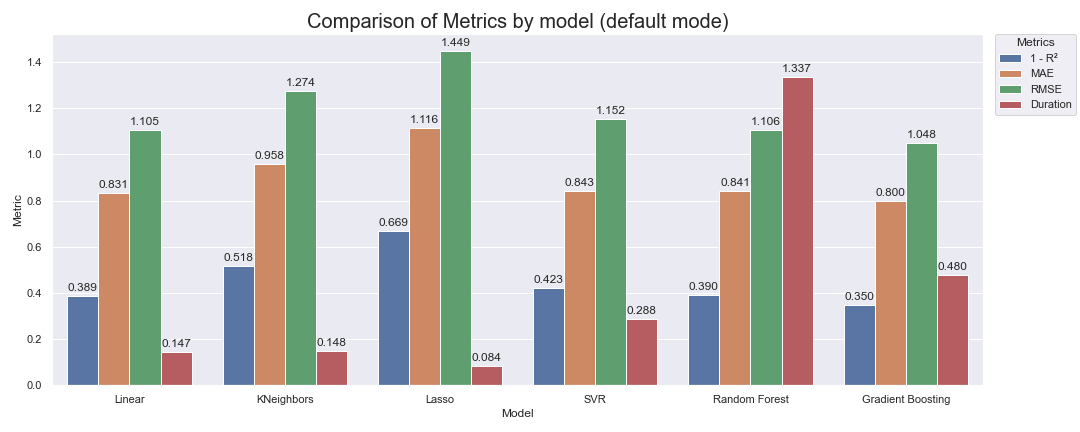 Comparison of Metrics by model (default mode)
Metrics
1 - R²
MAE
RMSE
Duration
Metric
1.4
1.2
1.0
0.8
0.6
0.4
0.2
0.0
0.389
0.831
1.105
0.147
0.518
0.958
1.274
0.148
0.669
1.116
1.449
0.084
0.423
0.843
1.152
0.288
0.390
0.841
1.106
1.337
0.350
0.800
1.048
0.480
Linear
KNeighbors
Lasso
SVR
Random Forest
Gradient Boosting
Model